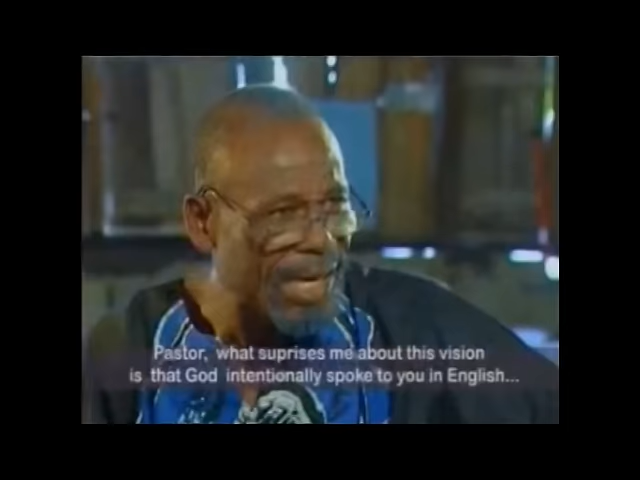 Pastor, what suprises me about this vision
is that God intentionally spoke to you in English...